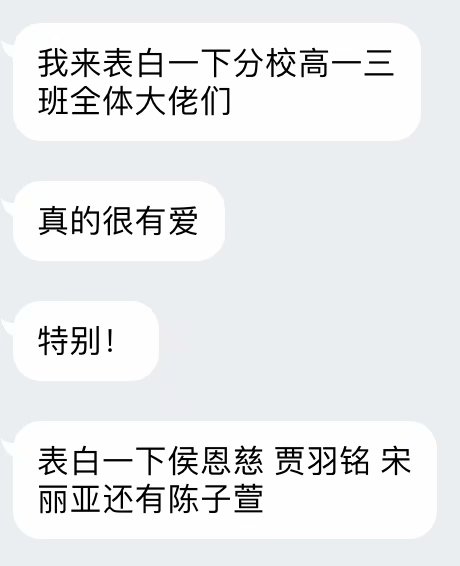 我来表白一下分校高一三
班全体大佬们
真的很有爱
特别！
表白一下侯恩慈 贾羽铭 宋
丽亚还有陈子萱